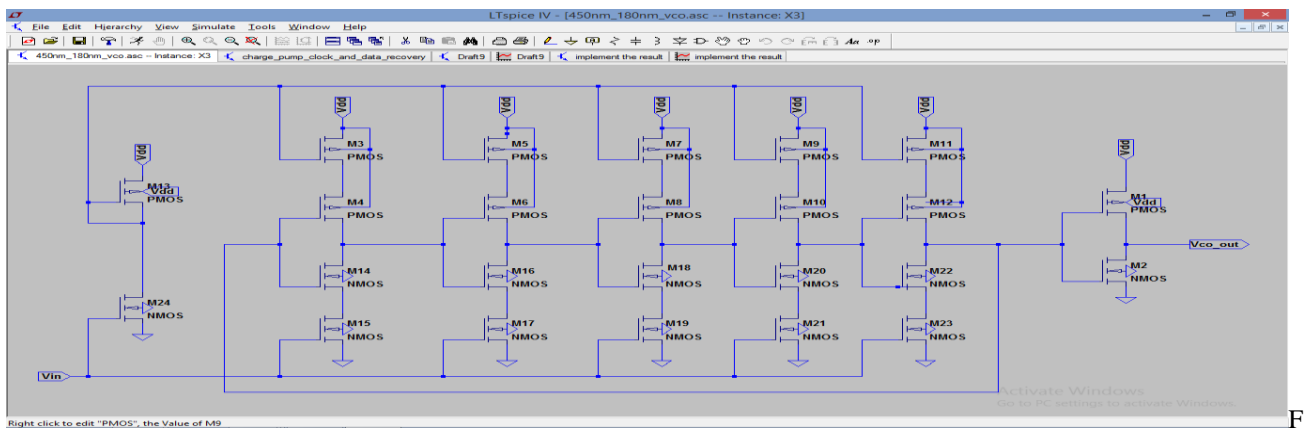 LTspice IV - [450nm_180nm_vco.asc -- Instance: X3]
File Edit Hierarchy View Simulate Tools Window Help
450nm_180nm_vco.asc -- Instance: X3 charge_pump_clock_and_data_recovery Draft9 Draft9 implement the result implement the result
Vdd Vdd Vdd Vdd Vdd
M3 M5 M7 M9 M11
PMOS PMOS PMOS PMOS PMOS
Vdd Vdd
M13 Vdd
PMOS
M4 M6 M8 M10 M12 M1 Vdd
PMOS PMOS PMOS PMOS PMOS PMOS
Vco_out
M14 M16 M18 M20 M22 M2
NMOS NMOS NMOS NMOS NMOS NMOS
M24
NMOS
M15 M17 M19 M21 M23
NMOS NMOS NMOS NMOS NMOS
Vin
Activate Windows
Go to PC settings to activate Windows.
Right click to edit "PMOS", the Value of M9
F